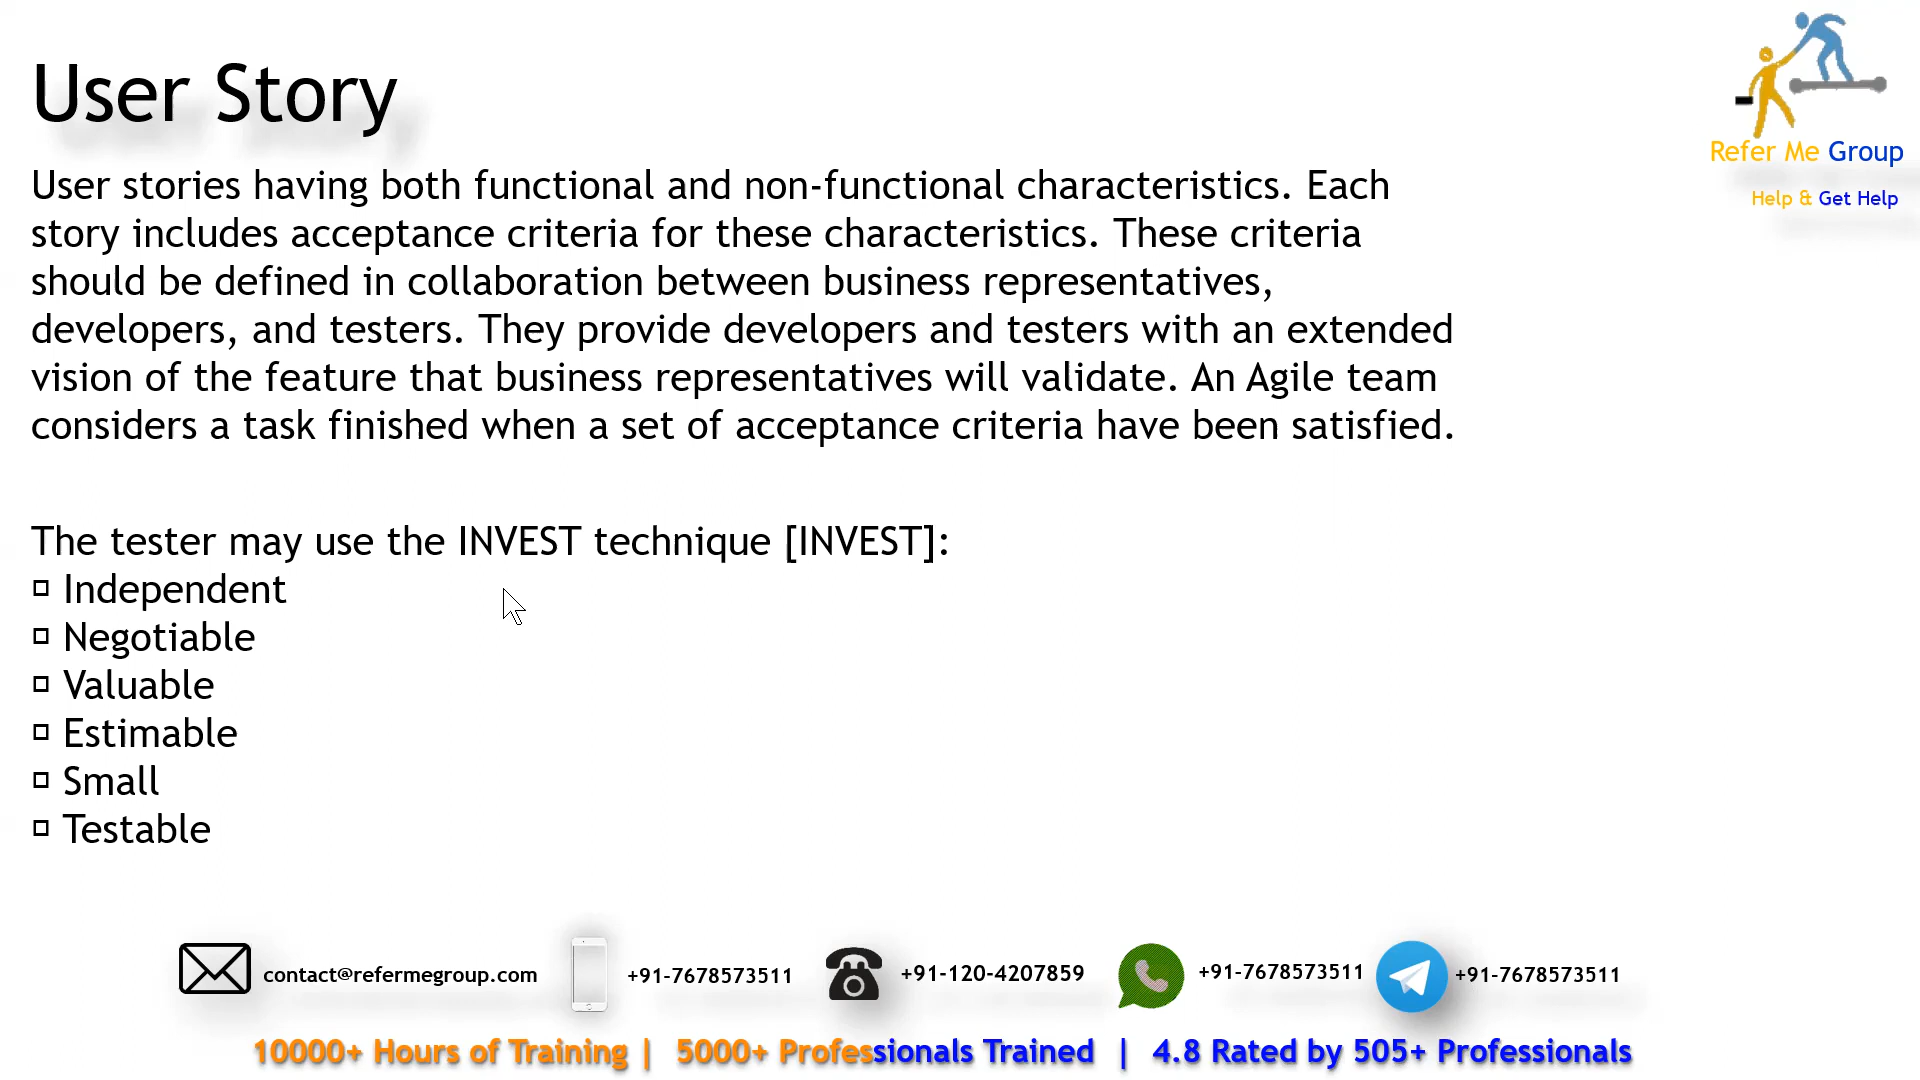 User Story
Refer Me Group
Help & Get Help
User stories having both functional and non-functional characteristics. Each
story includes acceptance criteria for these characteristics. These criteria
should be defined in collaboration between business representatives,
developers, and testers. They provide developers and testers with an extended
vision of the feature that business representatives will validate. An Agile team
considers a task finished when a set of acceptance criteria have been satisfied.
The tester may use the INVEST technique [INVEST]:
Independent
Negotiable
Valuable
Estimable
Small
Testable
contact@refermegroup.com +91-7678573511 +91-120-4207859 +91-7678573511 +91-7678573511
10000+ Hours of Training | 5000+ Professionals Trained | 4.8 Rated by 505+ Professionals